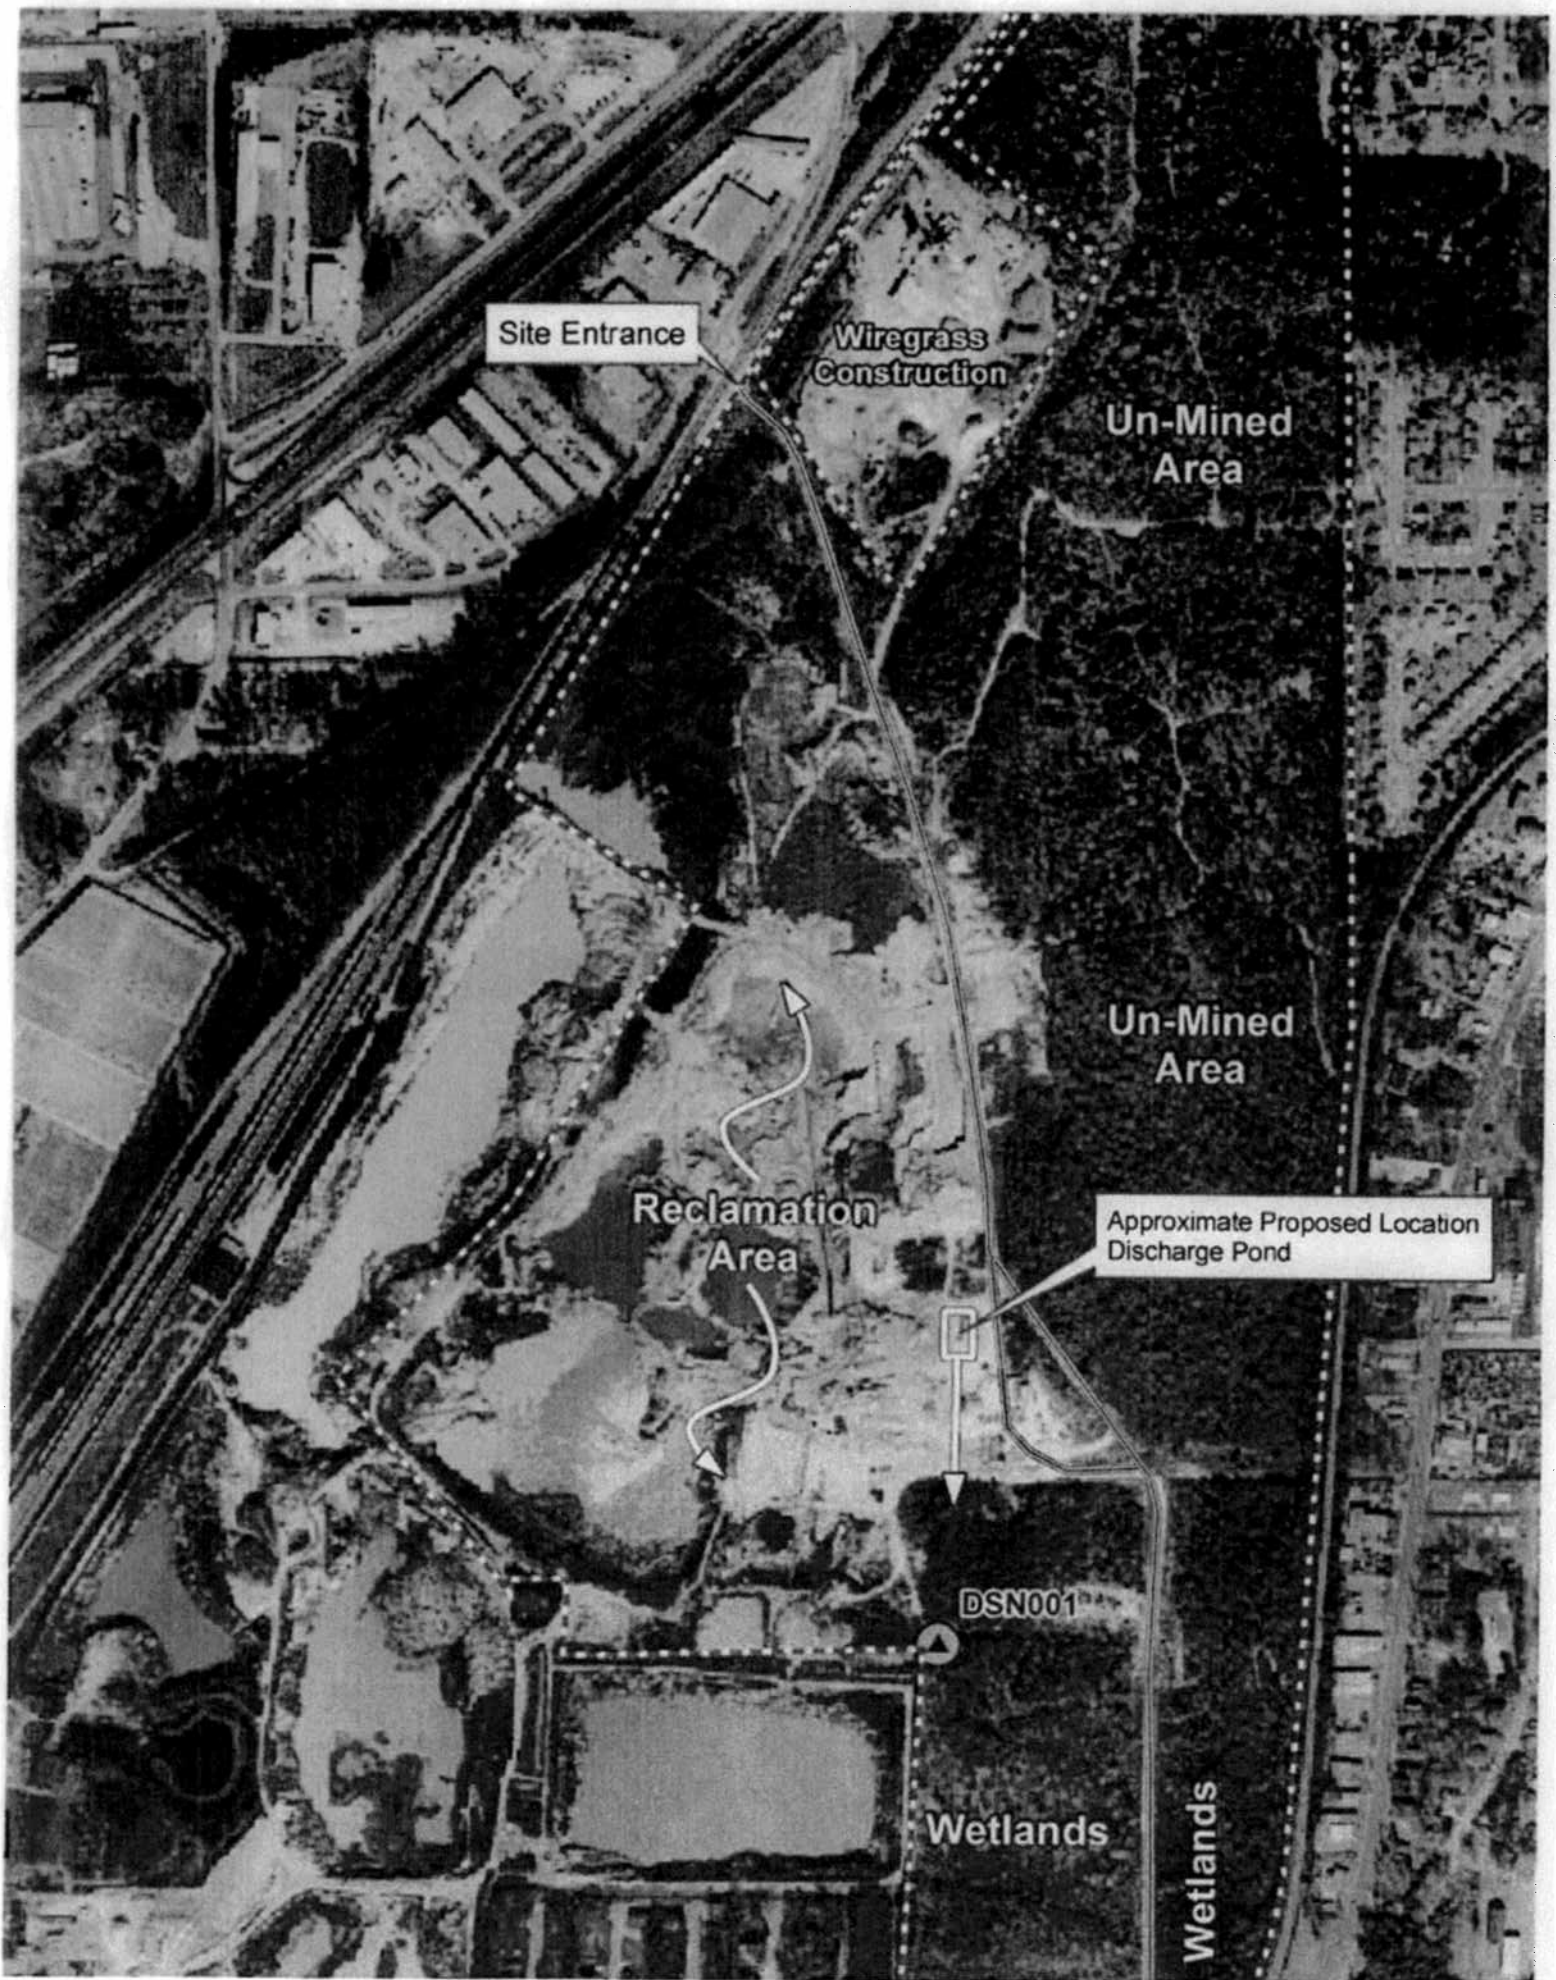 Site Entrance
Wiregrass
Construction
Un-Mined
Area
Un-Mined
Area
Reclamation
Area
Approximate Proposed Location
Discharge Pond
DSN001
Wetlands
Wetlands